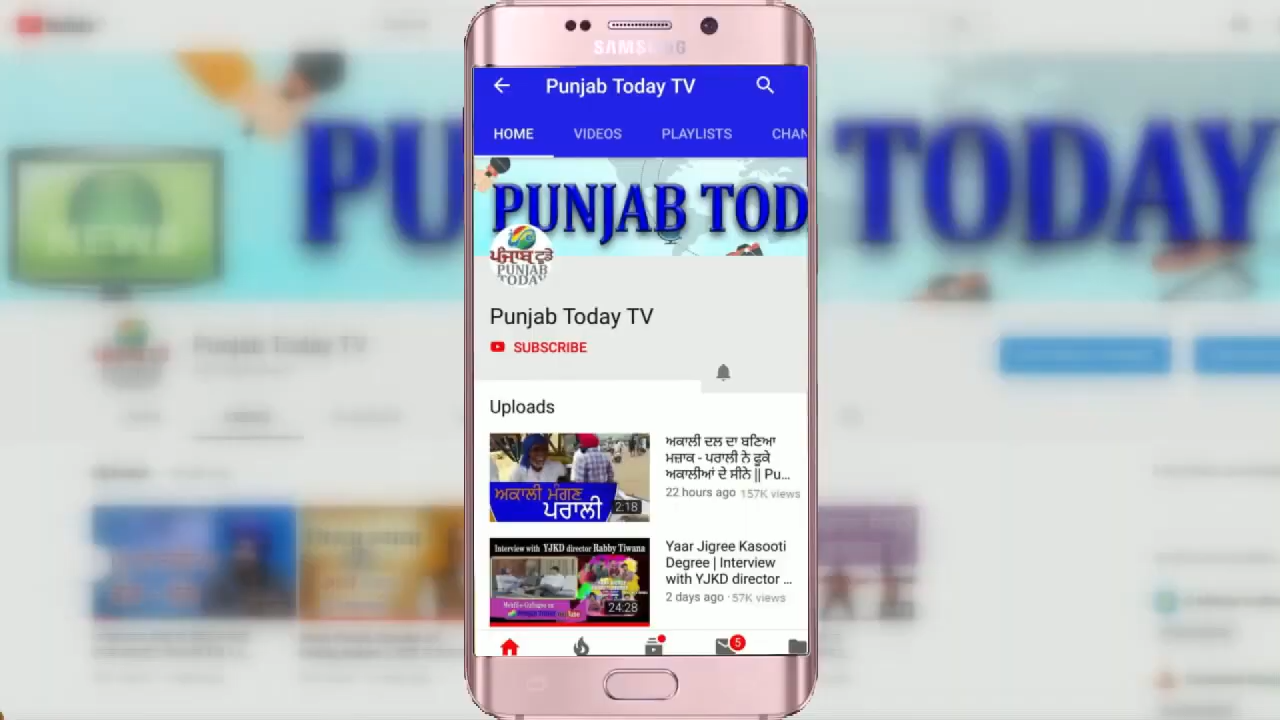 SAMSUNG
Punjab Today TV
HOME VIDEOS PLAYLISTS CHAN
PU
TODAY
PUNJAB TOD
ਪੰਜਾਬ ਟੂਡੇ
PUNJAB
TODAY
Punjab Today TV
SUBSCRIBE
Uploads
ਅਕਾਲੀ ਮੰਗਣ
ਪਰਾਲੀ
2:18
ਅਕਾਲੀ ਦਲ ਦਾ ਬਣਿਆ
ਮਜ਼ਾਕ - ਪਰਾਲੀ ਨੇ ਫੂਕੇ
ਅਕਾਲੀਆਂ ਦੇ ਸੀਨੇ || Pu...
22 hours ago 157K views
Interview with YJKD director Rabby Tiwana
PUNJAB TODAY YouTube
24:28
Yaar Jigree Kasooti
Degree | Interview
with YJKD director ...
2 days ago · 57K views
5